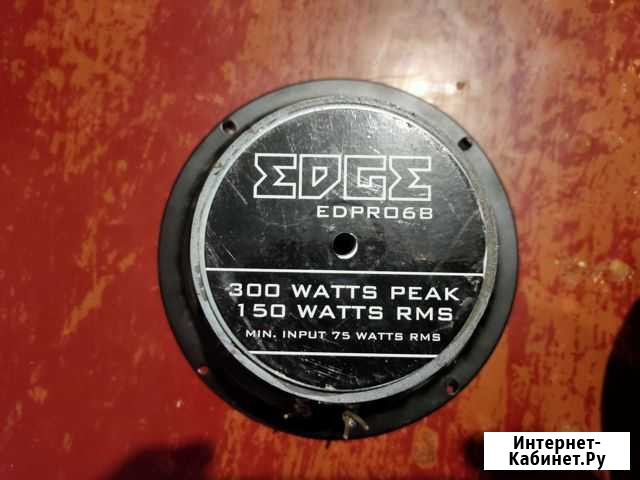 EDGE
EDPRO6B
300 WATTS PEAK
150 WATTS RMS
MIN. INPUT 75 WATTS RMS
Интернет-
Кабинет.Ру